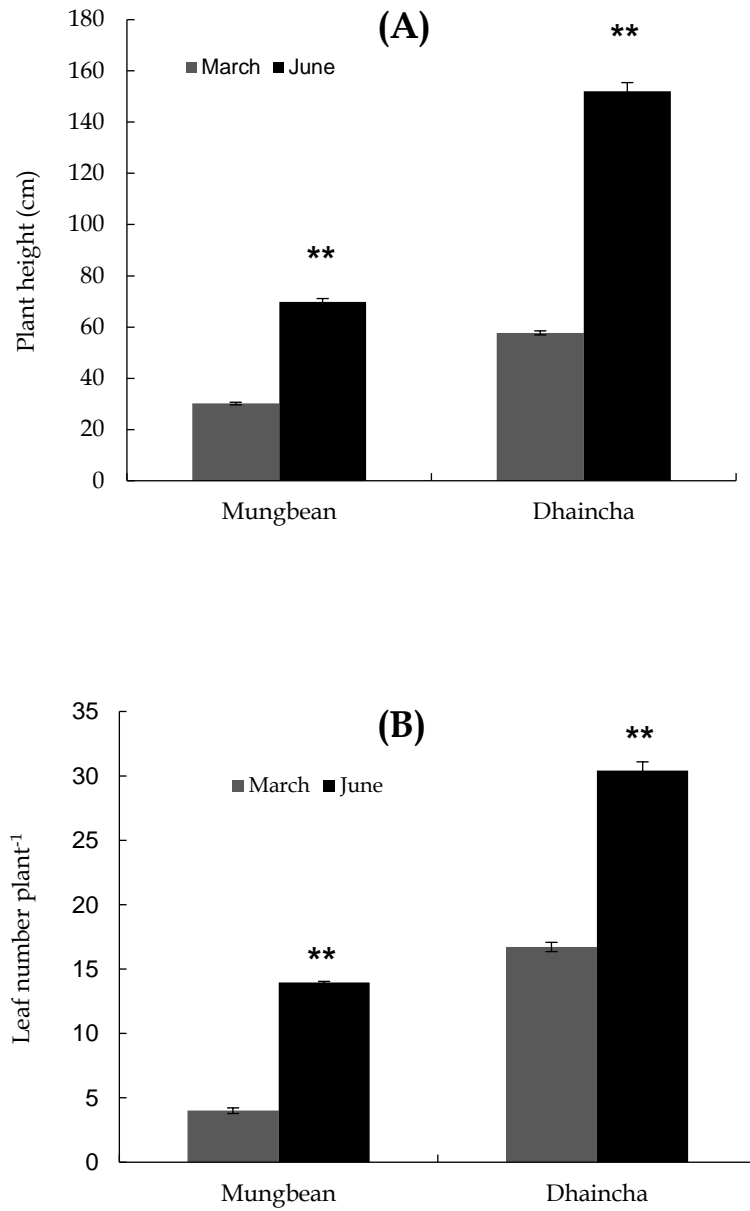 (A)
180
**
March June
160
140
120
100
**
80
60
40
20
0
Plant height (cm)
Mungbean Dhaincha
(B)
35
**
30
March June
25
20
15
**
10
5
0
Leaf number plant-1
Mungbean Dhaincha